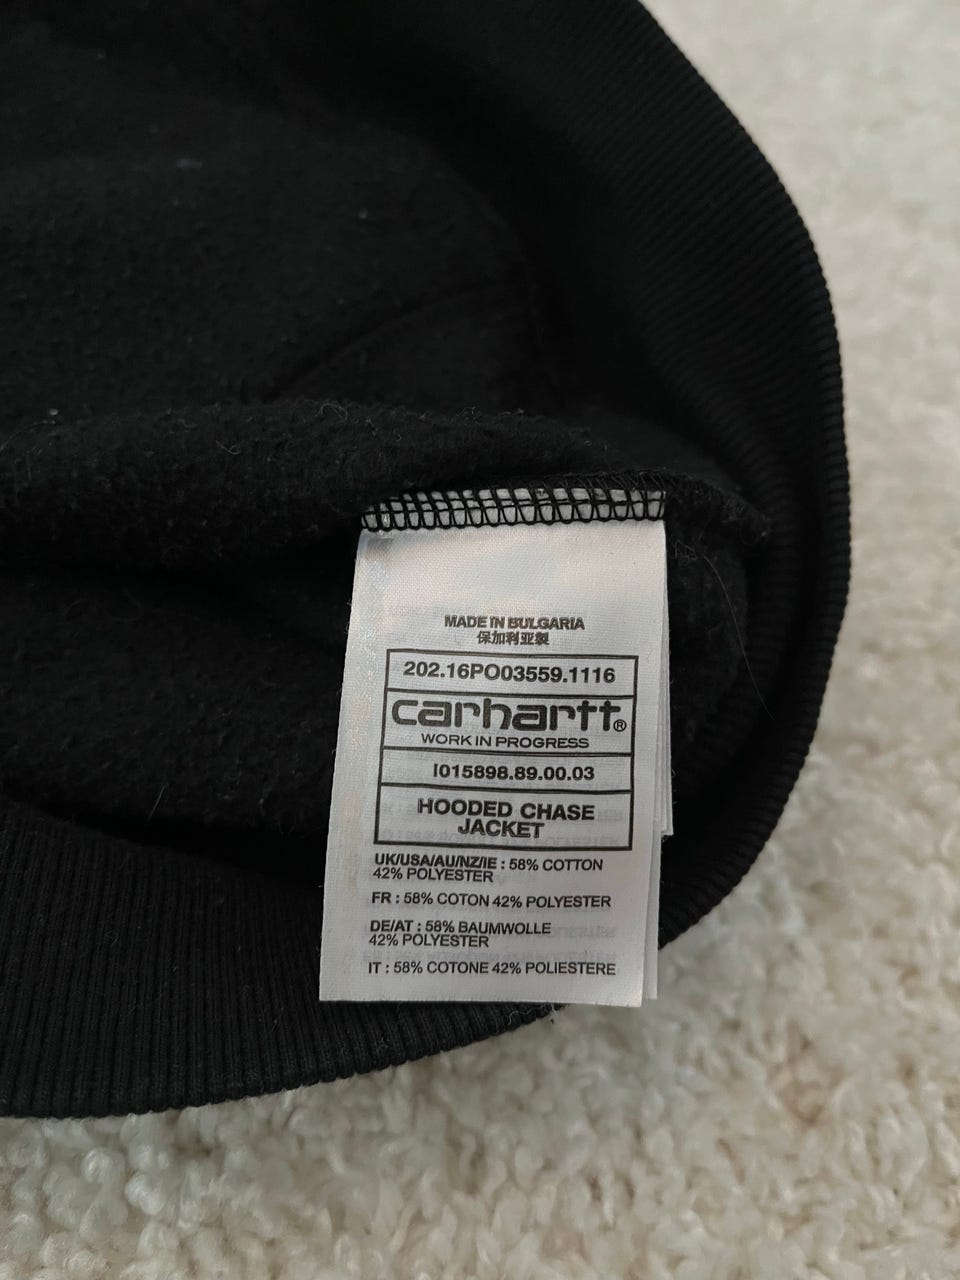 MADE IN BULGARIA
保加利亚製
202.16PO03559.1116
carhartt®
WORK IN PROGRESS
I015898.89.00.03
HOODED CHASE
JACKET
UK/USA/AU/NZ/IE : 58% COTTON
42% POLYESTER
FR : 58% COTON 42% POLYESTER
DE/AT : 58% BAUMWOLLE
42% POLYESTER
IT : 58% COTONE 42% POLIESTERE